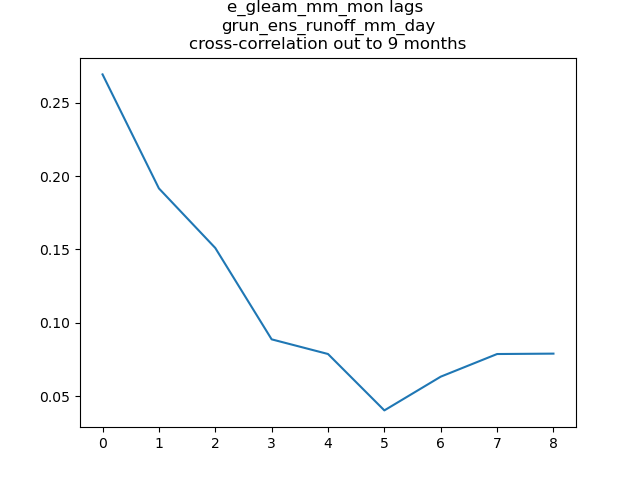 e_gleam_mm_mon lags
grun_ens_runoff_mm_day
cross-correlation out to 9 months
0.25
0.20
0.15
0.10
0.05
0 1 2 3 4 5 6 7 8